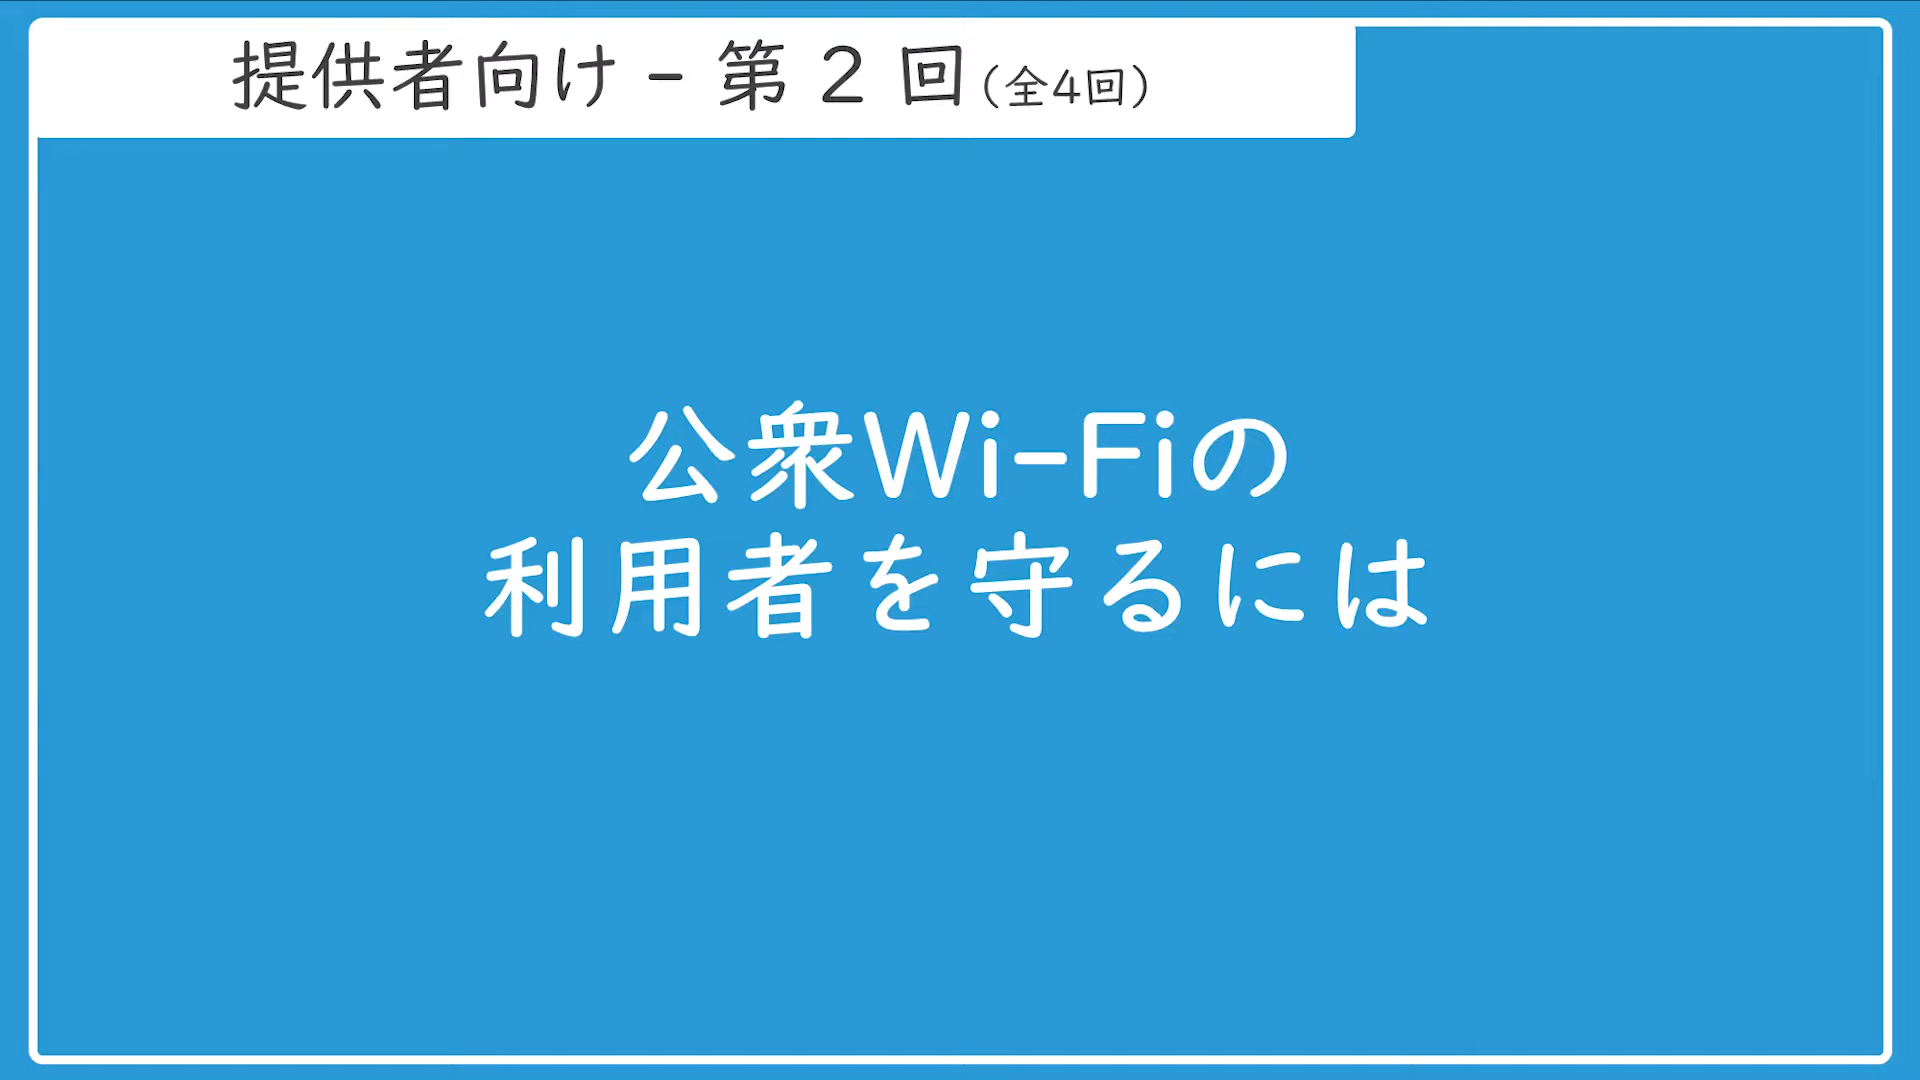 提供者向け - 第 2 回(全4回)
公衆Wi-Fiの
利用者を守るには